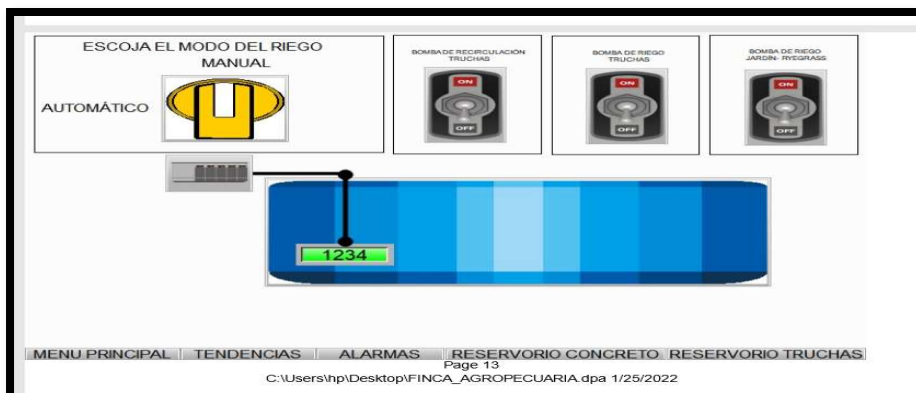 ESCOJA EL MODO DEL RIEGO
MANUAL
AUTOMÁTICO
BOMBA DE RECIRCULACIÓN
TRUCHAS
ON
OFF
BOMBA DE RIEGO
TRUCHAS
ON
OFF
BOMBA DE RIEGO
JARDÍN- RYEGRASS
ON
OFF
1234
MENU PRINCIPAL TENDENCIAS ALARMAS RESERVORIO CONCRETO RESERVORIO TRUCHAS
Page 13
C:\Users\hp\Desktop\FINCA_AGROPECUARIA.dpa 1/25/2022